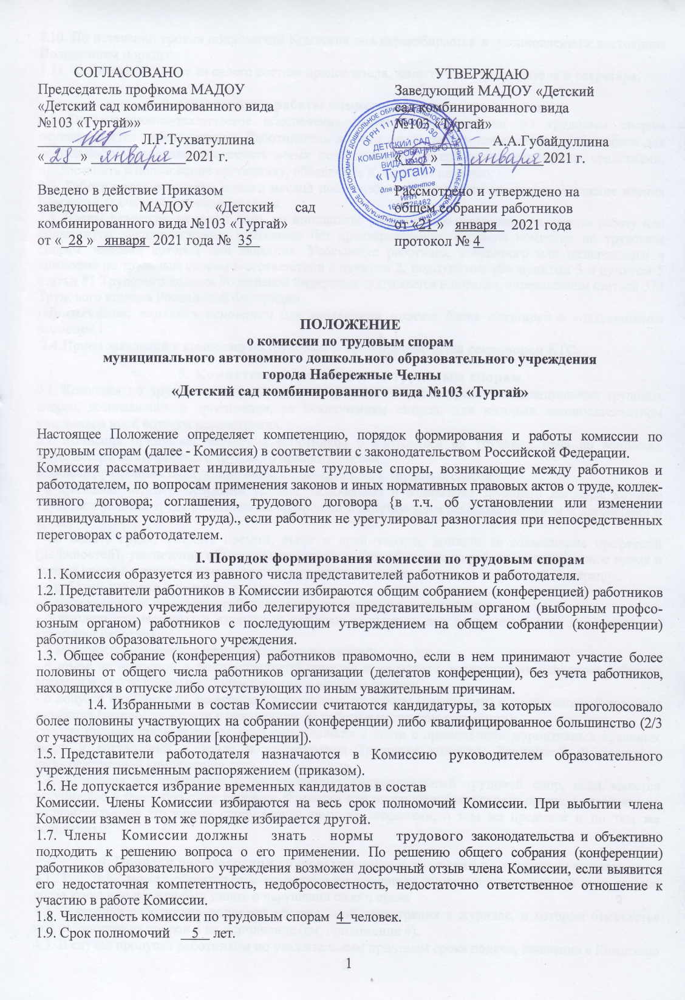 СОГЛАСОВАНО
Председатель профкома МАДОУ
«Детский сад комбинированного вида
№103 «Тургай»»
Л.Р.Тухватуллина
« 28 » января 2021 г.
УТВЕРЖДАЮ
Заведующий МАДОУ «Детский
сад комбинированного вида
№103 «Тургай»
А.А.Губайдуллина
« 28 » января 2021 г.
ДЕТСКИЙ САД
КОМБИНИРОВАННОГО
ВИДА №103
«Тургай»
для документов
ИНН
1650226462
Введено в действие Приказом
заведующего МАДОУ «Детский сад
комбинированного вида №103 «Тургай»
от « 28 » января 2021 года № 35
Рассмотрено и утверждено на
общем собрании работников
от «21 » января 2021 года
протокол № 4
ПОЛОЖЕНИЕ
о комиссии по трудовым спорам
муниципального автономного дошкольного образовательного учреждения
города Набережные Челны
«Детский сад комбинированного вида №103 «Тургай»
Настоящее Положение определяет компетенцию, порядок формирования и работы комиссии по
трудовым спорам (далее - Комиссия) в соответствии с законодательством Российской Федерации.
Комиссия рассматривает индивидуальные трудовые споры, возникающие между работников и
работодателем, по вопросам применения законов и иных нормативных правовых актов о труде, коллек-
тивного договора; соглашения, трудового договора {в т.ч. об установлении или изменении
индивидуальных условий труда)., если работник не урегулировал разногласия при непосредственных
переговорах с работодателем.
I. Порядок формирования комиссии по трудовым спорам
1.1. Комиссия образуется из равного числа представителей работников и работодателя.
1.2. Представители работников в Комиссии избираются общим собранием (конференцией) работников
образовательного учреждения либо делегируются представительным органом (выборным профсо-
юзным органом) работников с последующим утверждением на общем собрании (конференции)
работников образовательного учреждения.
1.3. Общее собрание (конференция) работников правомочно, если в нем принимают участие более
половины от общего числа работников организации (делегатов конференции), без учета работников,
находящихся в отпуске либо отсутствующих по иным уважительным причинам.
1.4. Избранными в состав Комиссии считаются кандидатуры, за которых проголосовало
более половины участвующих на собрании (конференции) либо квалифицированное большинство (2/3
от участвующих на собрании [конференции]).
1.5. Представители работодателя назначаются в Комиссию руководителем образовательного
учреждения письменным распоряжением (приказом).
1.6. Не допускается избрание временных кандидатов в состав
Комиссии. Члены Комиссии избираются на весь срок полномочий Комиссии. При выбытии члена
Комиссии взамен в том же порядке избирается другой.
1.7. Члены Комиссии должны знать нормы трудового законодательства и объективно
подходить к решению вопроса о его применении. По решению общего собрания (конференции)
работников образовательного учреждения возможен досрочный отзыв члена Комиссии, если выявится
его недостаточная компетентность, недобросовестность, недостаточно ответственное отношение к
участию в работе Комиссии.
1.8. Численность комиссии по трудовым спорам 4 человек.
1.9. Срок полномочий 5 лет.
1